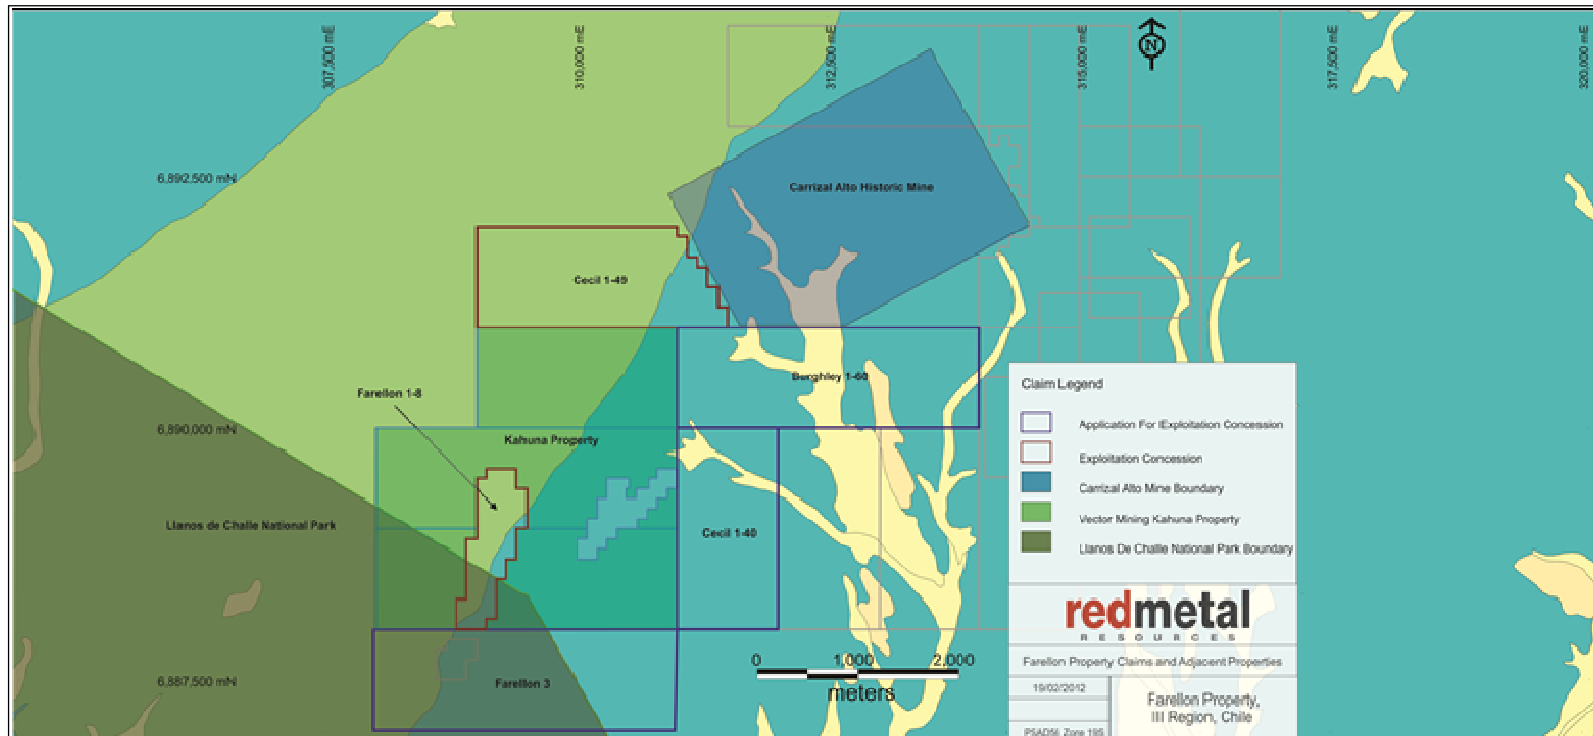 307,500 mE
310,000 mE
312,500 mE
315,000 mE
317,500 mE
320,000 mE
N
6,892,500 mN
Carrizal Alto Historic Mine
Cecil 1-49
Burghley 1-60
Farellon 1-8
6,890,000 mN
Kahuna Property
Llanos de Challe National Park
Cecil 1-40
6,887,500 mN
Farelllon 3
0 1,000 2,000
meters
Claim Legend
Application For lExploitation Concession
Exploitation Concession
Carrizal Alto Mine Boundary
Vector Mining Kahuna Property
Llanos De Challe National Park Boundary
redmetal
RESOURCES
Farellon Property Claims and Adjacent Properties
19/02/2012
Farellon Property,
III Region, Chile
PSAD56 Zone 19S